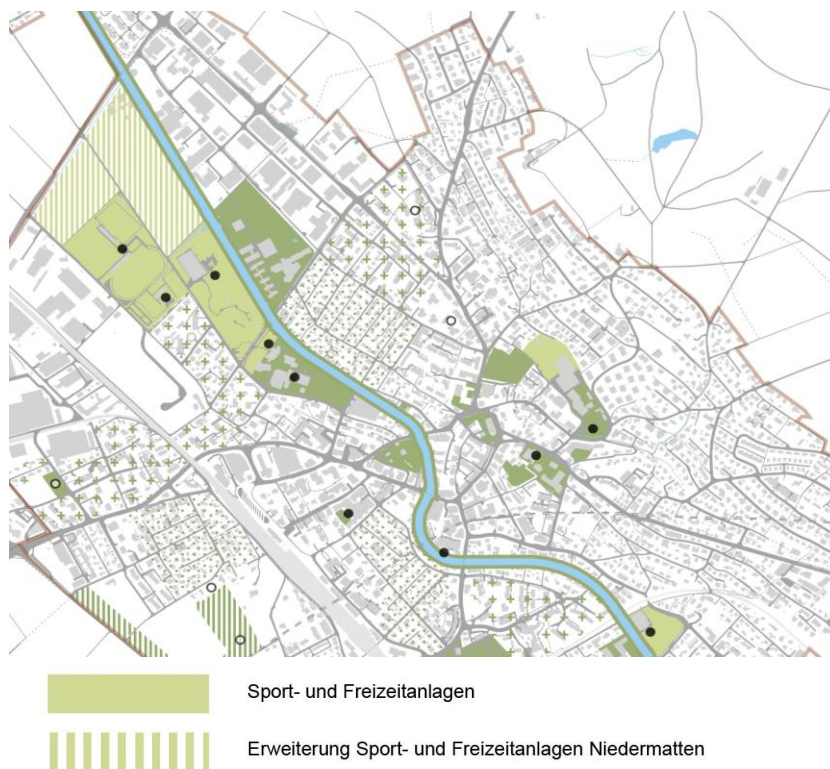 Sport- und Freizeitanlagen
Erweiterung Sport- und Freizeitanlagen Niedermatten